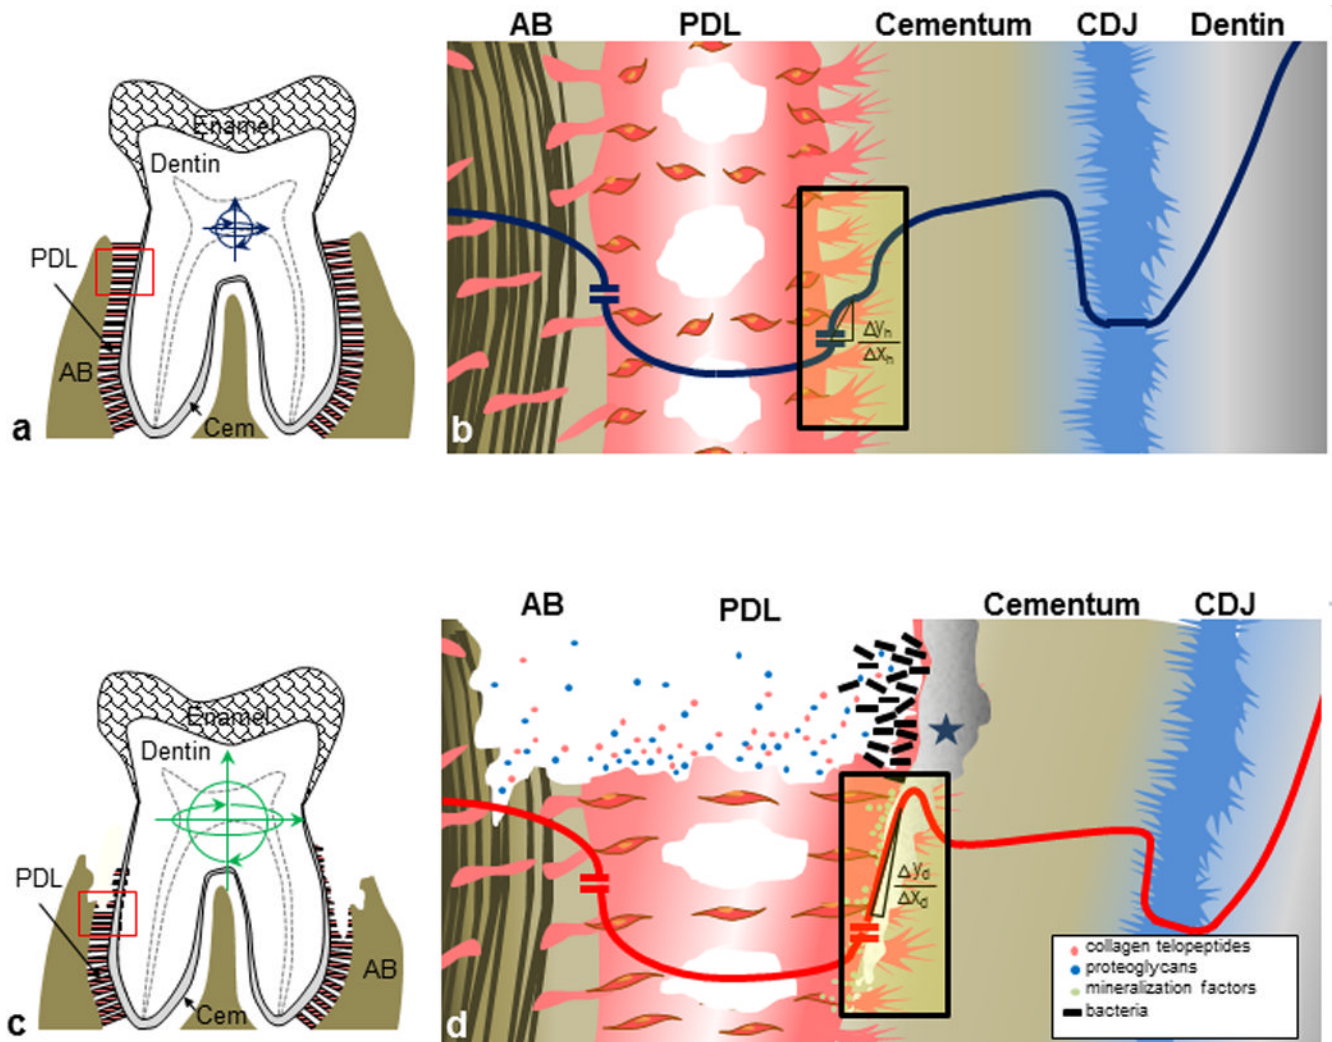 AB PDL Cementum CDJ Dentin
Enamel
Dentin
PDL
AB
Cem
a
b
Δyh
Δxh
AB PDL Cementum CDJ
Enamel
Dentin
PDL
AB
Cem
c
d
Δyd
Δxd
collagen telopeptides
proteoglycans
mineralization factors
bacteria